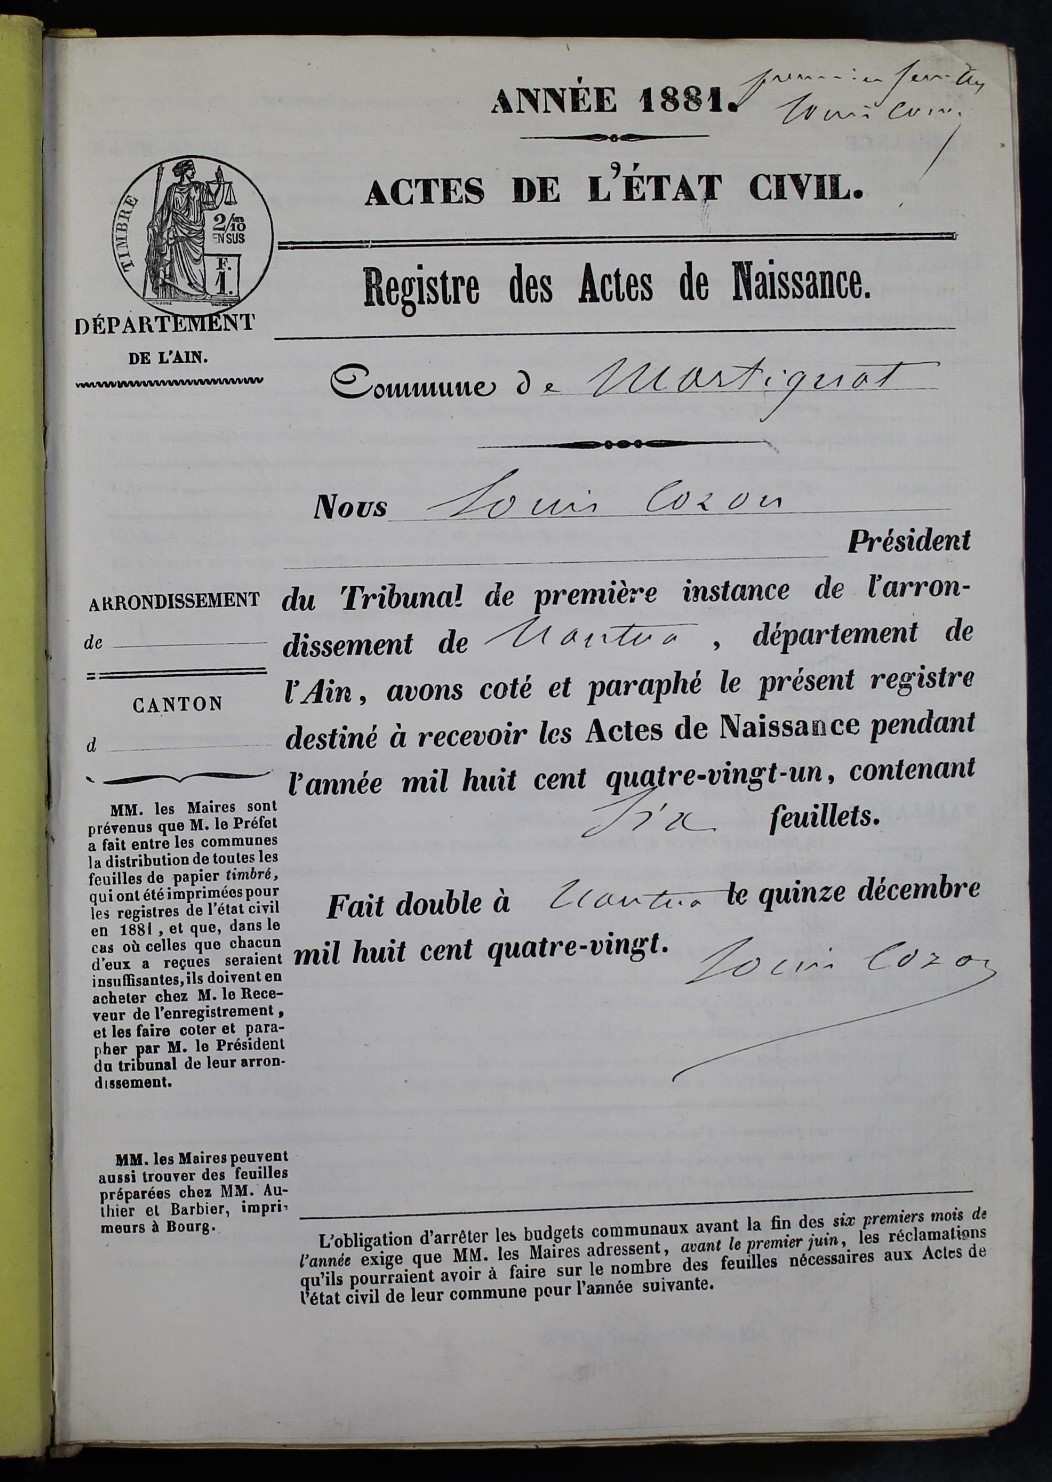 premier feuillet
Louis Cozon
ANNÉE 1881.
ACTES DE L'ÉTAT CIVIL.
TIMBRE
2/10
EN SUS
F.
1.
Registre des Actes de Naissance.
DÉPARTEMENT
DE L'AIN.
Commune de Martignat
Nous Louis Cozon
Président
du Tribunal de première instance de l'arron-
dissement de Nantua, département de
l'Ain, avons coté et paraphé le présent registre
destiné à recevoir les Actes de Naissance pendant
l'année mil huit cent quatre-vingt-un, contenant
Six feuillets.
Fait double à Nantua le quinze décembre
mil huit cent quatre-vingt.
Louis Cozon
ARRONDISSEMENT
de
CANTON
d
MM. les Maires sont
prévenus que M. le Préfet
a fait entre les communes
la distribution de toutes les
feuilles de papier timbré,
qui ont été imprimées pour
les registres de l'état civil
en 1881, et que, dans le
cas où celles que chacun
d'eux a reçues seraient
insuffisantes, ils doivent en
acheter chez M. le Rece-
veur de l'enregistrement,
et les faire coter et para-
pher par M. le Président
du tribunal de leur arron-
dissement.
MM. les Maires peuvent
aussi trouver des feuilles
préparées chez MM. Au-
thier et Barbier, impri-
meurs à Bourg.
L'obligation d'arrêter les budgets communaux avant la fin des six premiers mois de
l'année exige que MM. les Maires adressent, avant le premier juin, les réclamations
qu'ils pourraient avoir à faire sur le nombre des feuilles nécessaires aux Actes de
l'état civil de leur commune pour l'année suivante.